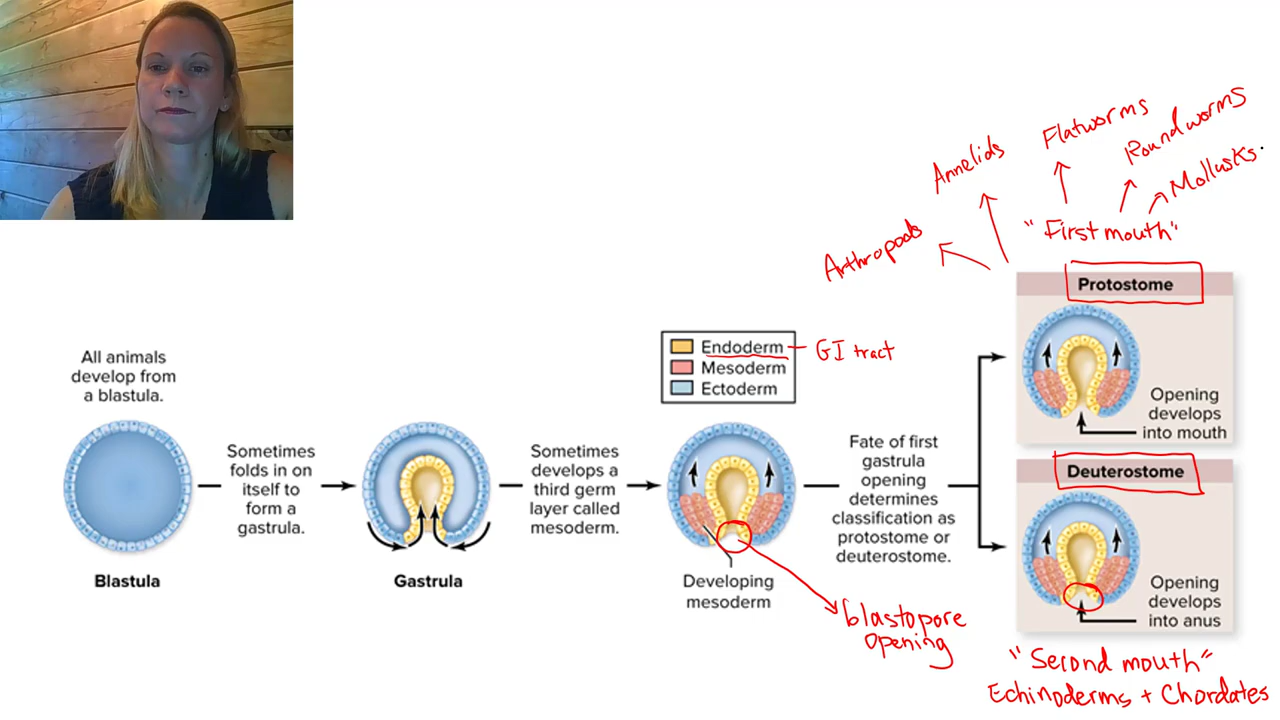 Flatworms
Roundworms
Annelids
Mollusks
"First mouth"
Arthropods
Protostome
Opening
develops
into mouth
Endoderm
GI tract
Mesoderm
Ectoderm
All animals
develop from
a blastula.
Blastula
Sometimes
folds in on
itself to
form a
gastrula.
Gastrula
Sometimes
develops a
third germ
layer called
mesoderm.
Developing
mesoderm
blastopore
opening
Fate of first
gastrula
opening
determines
classification as
protostome or
deuterostome.
Deuterostome
Opening
develops
into anus
"Second mouth"
Echinoderms + Chordates